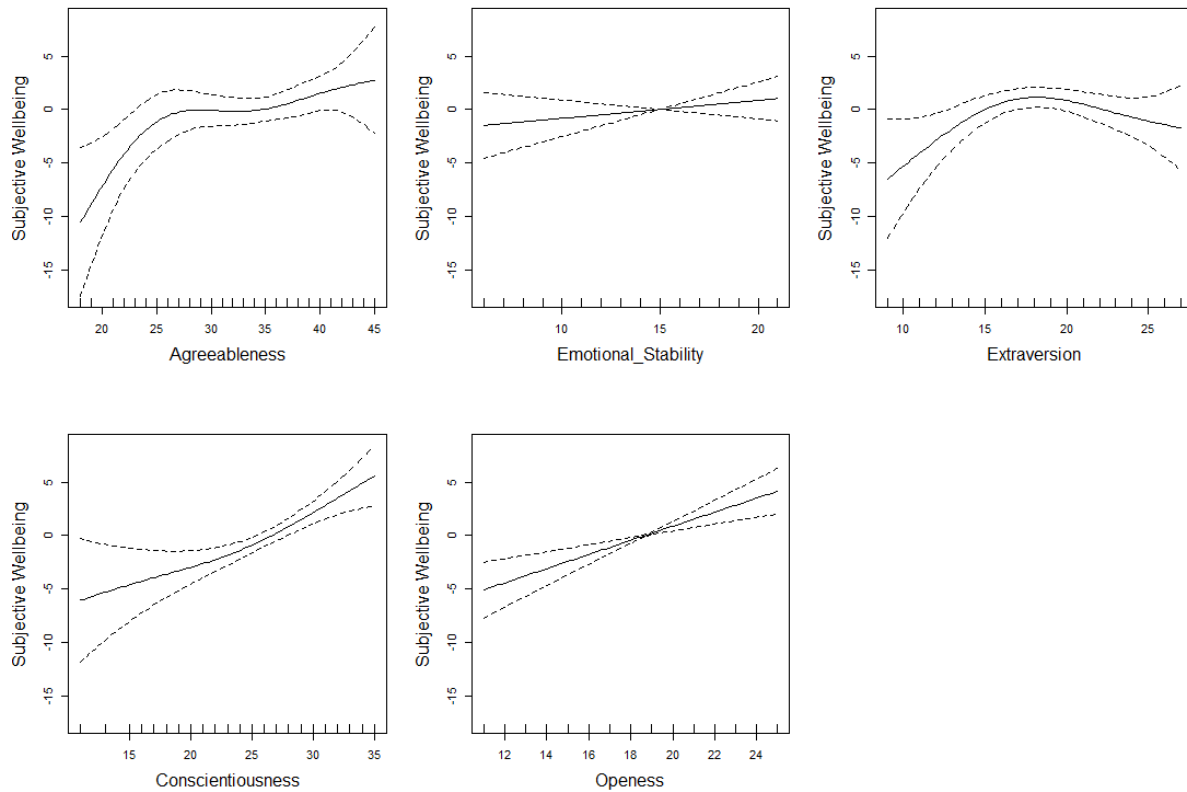 Subjective Wellbeing
5
0
-5
-10
-15
20 25 30 35 40 45
Agreeableness
Subjective Wellbeing
5
0
-5
-10
-15
10 15 20
Emotional_Stability
Subjective Wellbeing
5
0
-5
-10
-15
10 15 20 25
Extraversion
Subjective Wellbeing
5
0
-5
-10
-15
15 20 25 30 35
Conscientiousness
Subjective Wellbeing
5
0
-5
-10
-15
12 14 16 18 20 22 24
Openess